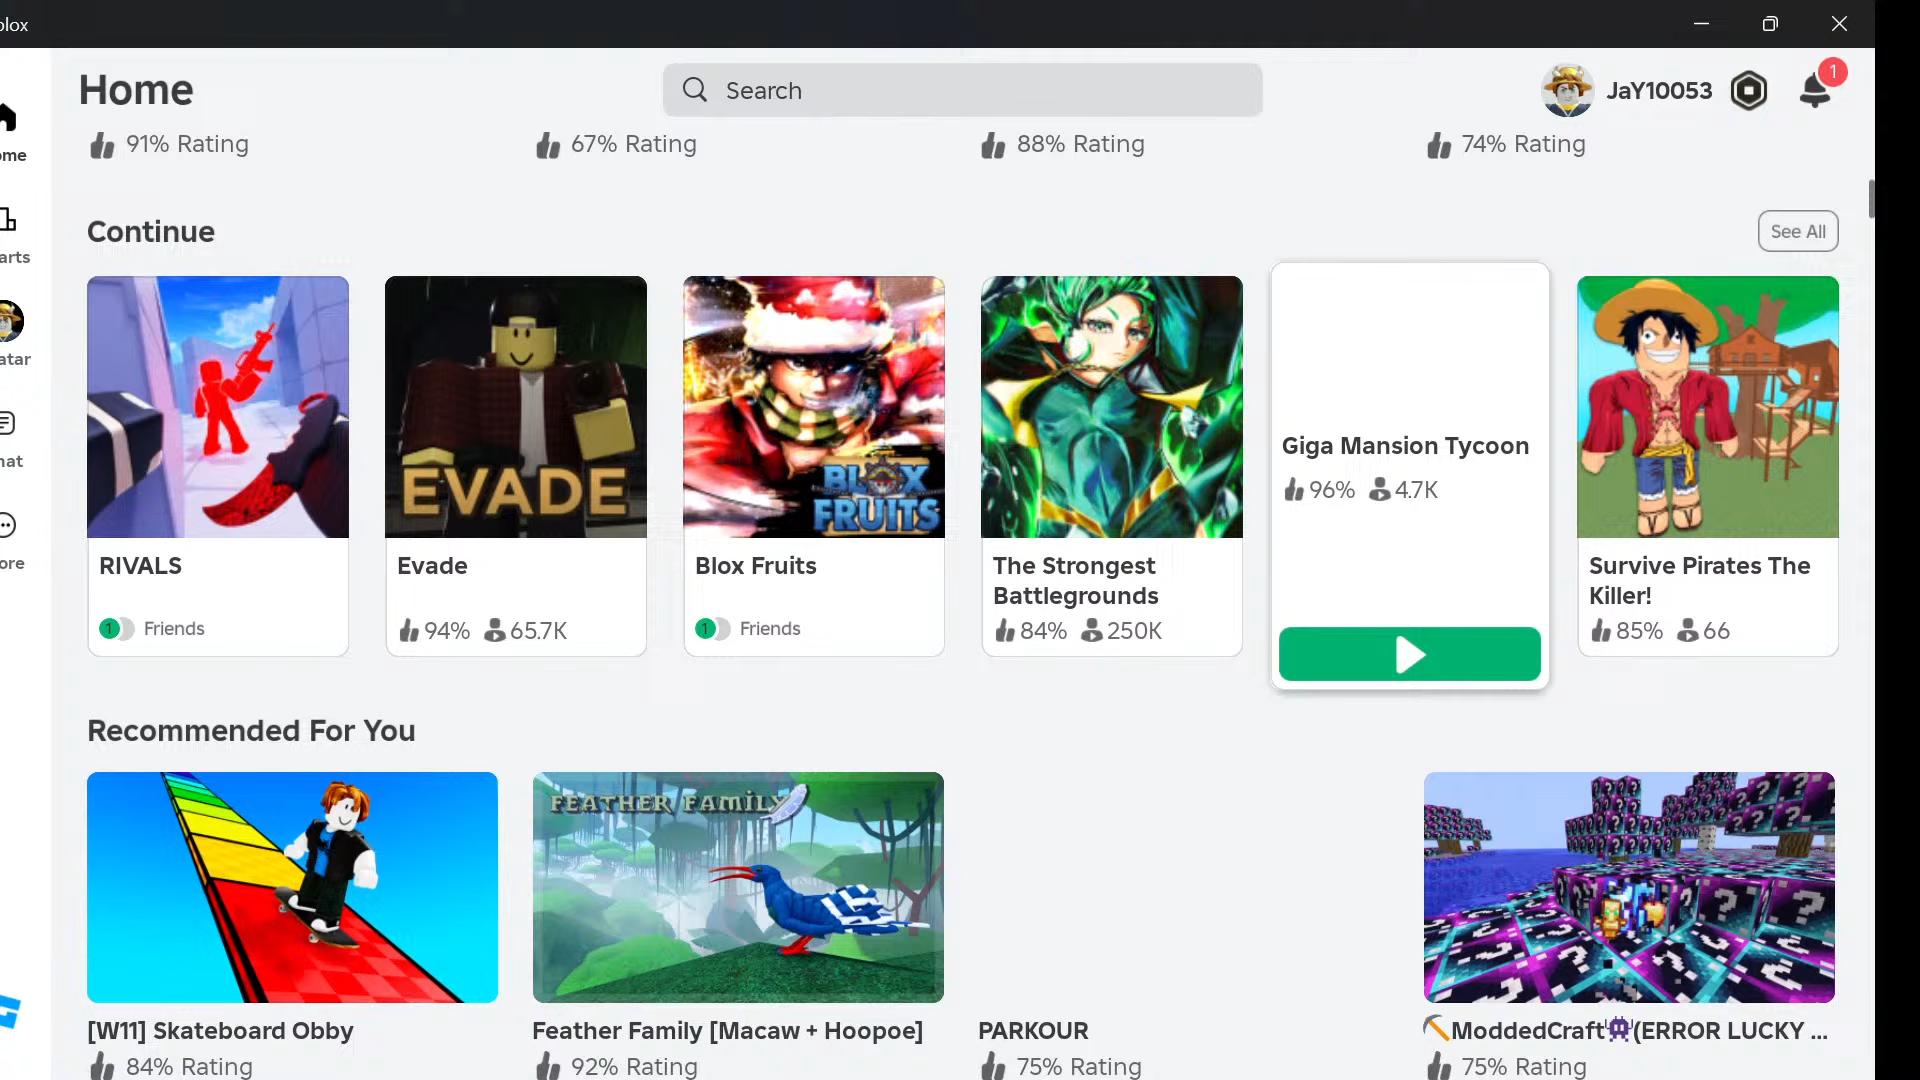 blox
Home
Search
JaY10053
1
91% Rating
67% Rating
88% Rating
74% Rating
ome
arts
atar
hat
ore
Continue
See All
EVADE
BLOX
FRUITS
RIVALS
1 Friends
Evade
94% 65.7K
Blox Fruits
1 Friends
The Strongest
Battlegrounds
84% 250K
Giga Mansion Tycoon
96% 4.7K
Survive Pirates The
Killer!
85% 66
Recommended For You
FEATHER FAMILY
[W11] Skateboard Obby
84% Rating
Feather Family [Macaw + Hoopoe]
92% Rating
PARKOUR
75% Rating
⛏️ModdedCraft👾(ERROR LUCKY ...
75% Rating